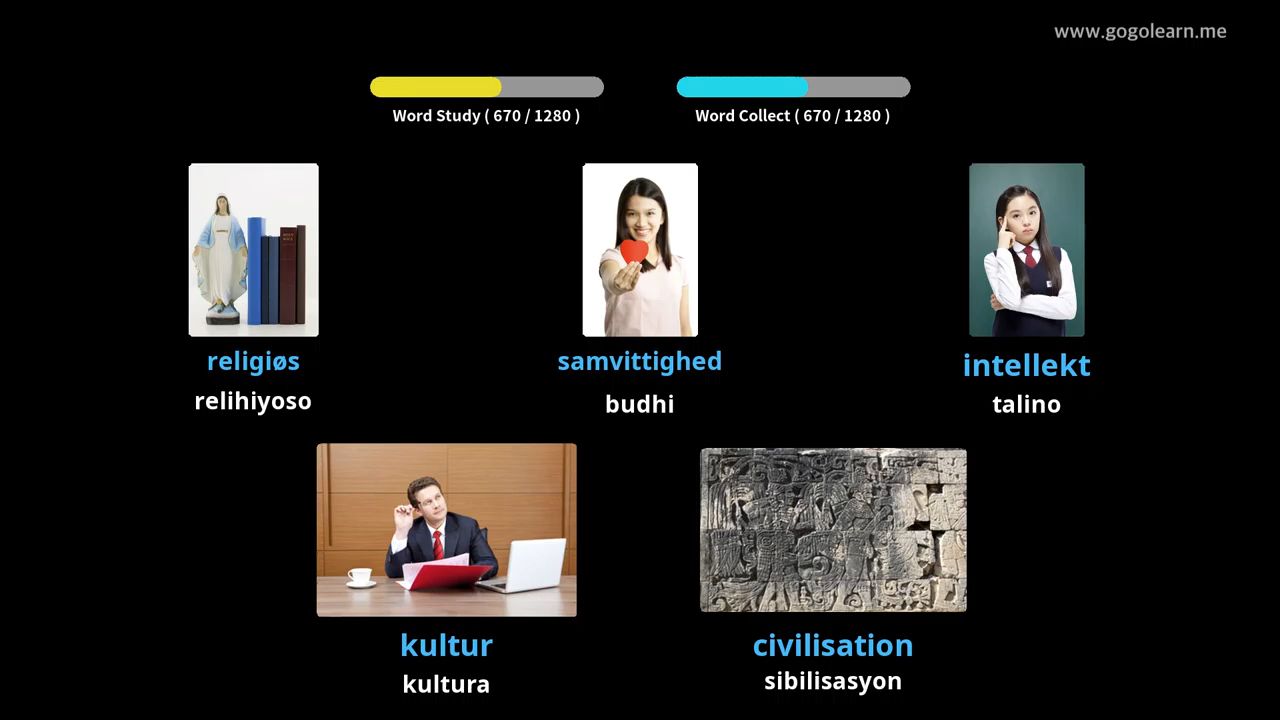 www.gogolearn.me
Word Study ( 670 / 1280 )
Word Collect ( 670 / 1280 )
religiøs
relihiyoso
samvittighed
budhi
intellekt
talino
kultur
kultura
civilisation
sibilisasyon